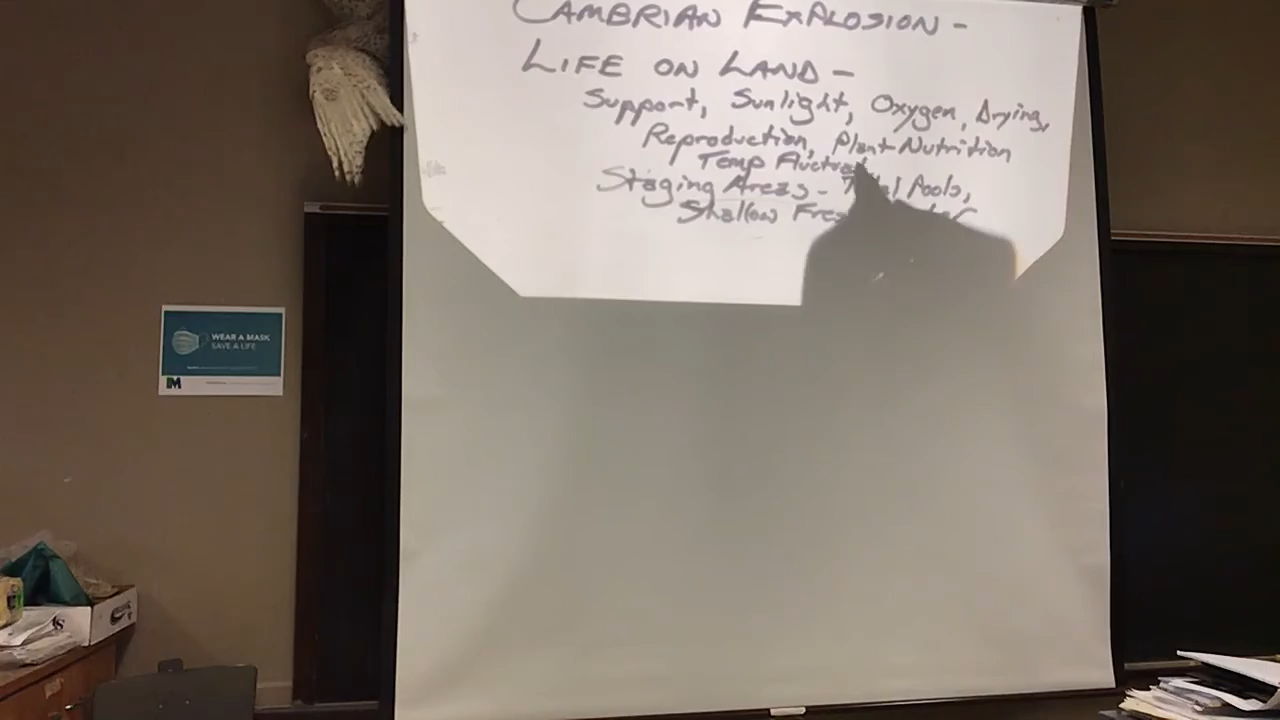 CAMBRIAN EXPLOSION -
LIFE ON LAND -
Support, Sunlight, Oxygen, Drying,
Reproduction, Plant Nutrition
Temp
Staging Areas - Pools,
Shallow
WEAR A MASK
SAVE A LIFE